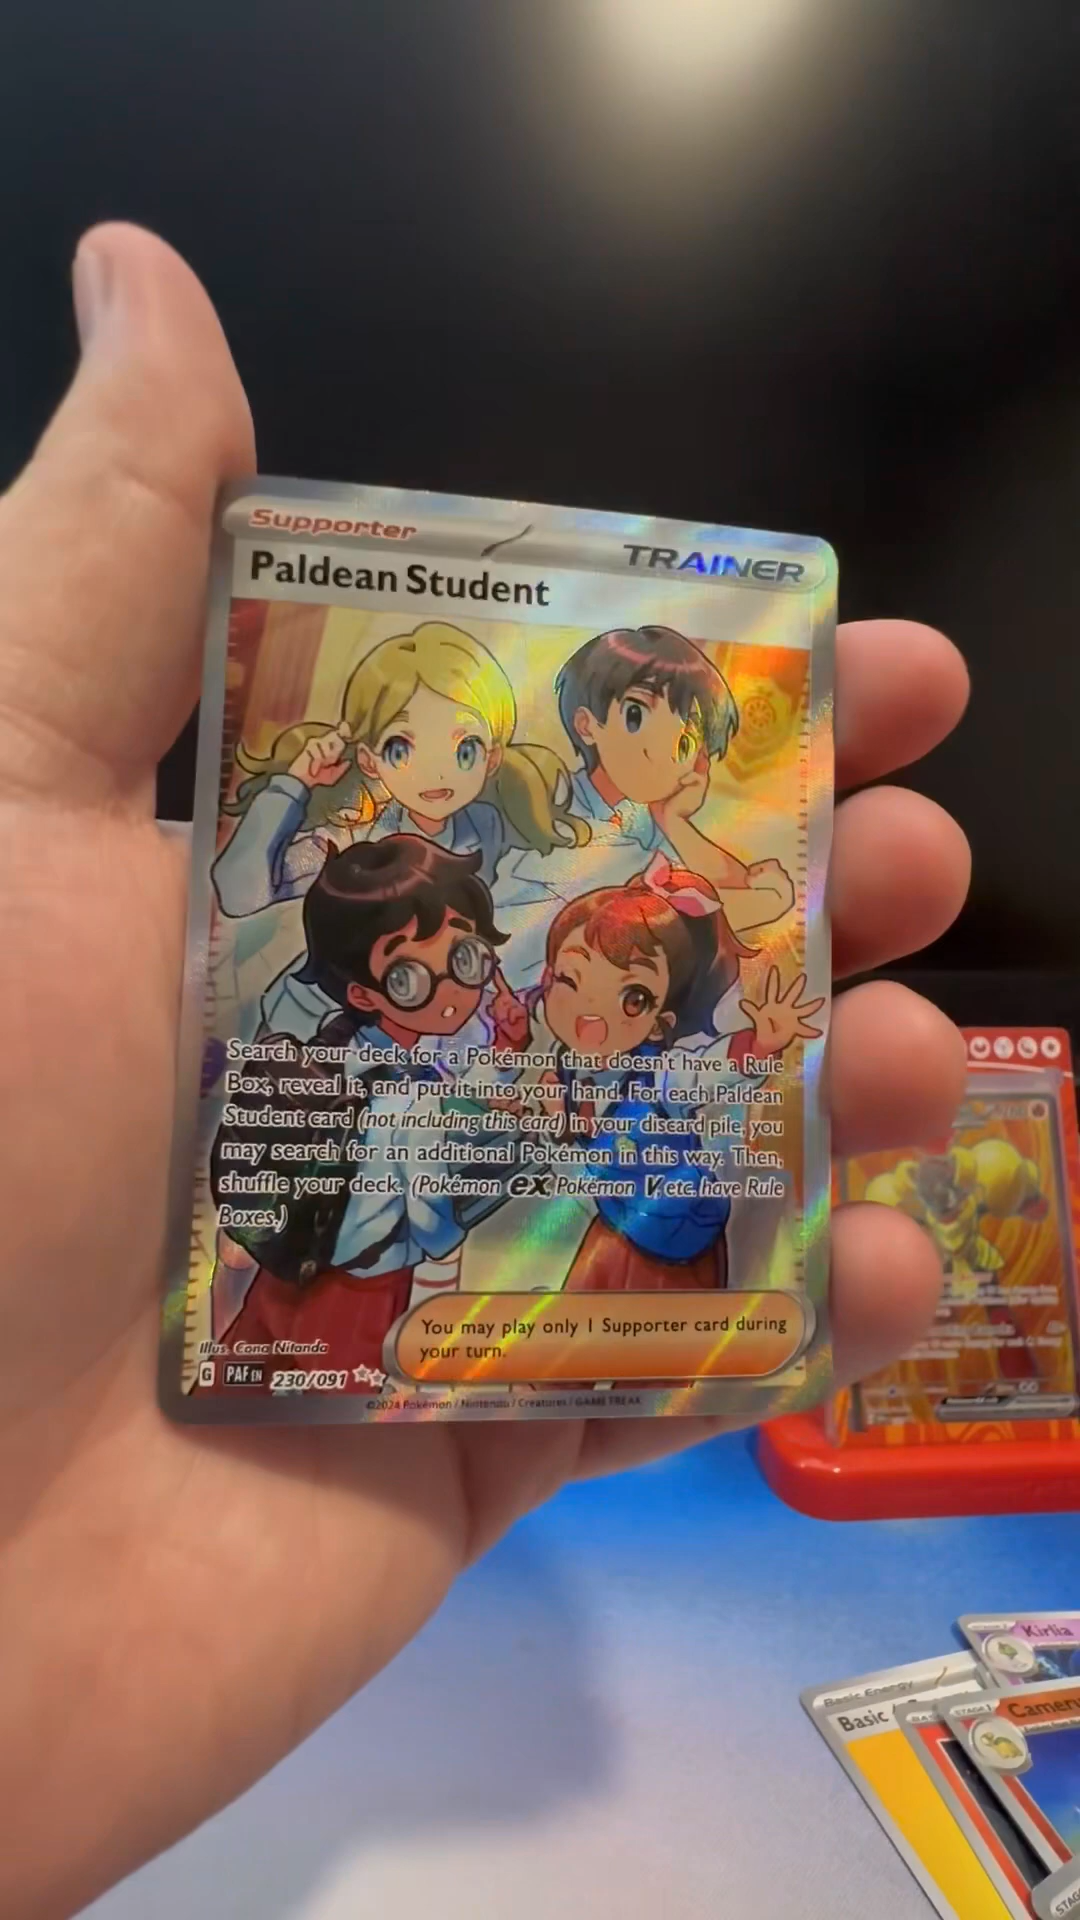 Supporter
TRAINER
Paldean Student
Search your deck for a Pokémon that doesn't have a Rule
Box, reveal it, and put it into your hand. For each Paldean
Student card (not including this card) in your discard pile, you
may search for an additional Pokémon in this way. Then,
shuffle your deck. (Pokémon ex, Pokémon V, etc. have Rule
Boxes.)
You may play only 1 Supporter card during
your turn.
Illus. Cona Nitanda
G PAF EN 230/091
©2024 Pokémon / Nintendo / Creatures / GAME FREAK
Kirlia
Basic Energy
Basic
STAGE1
Camer
STAG